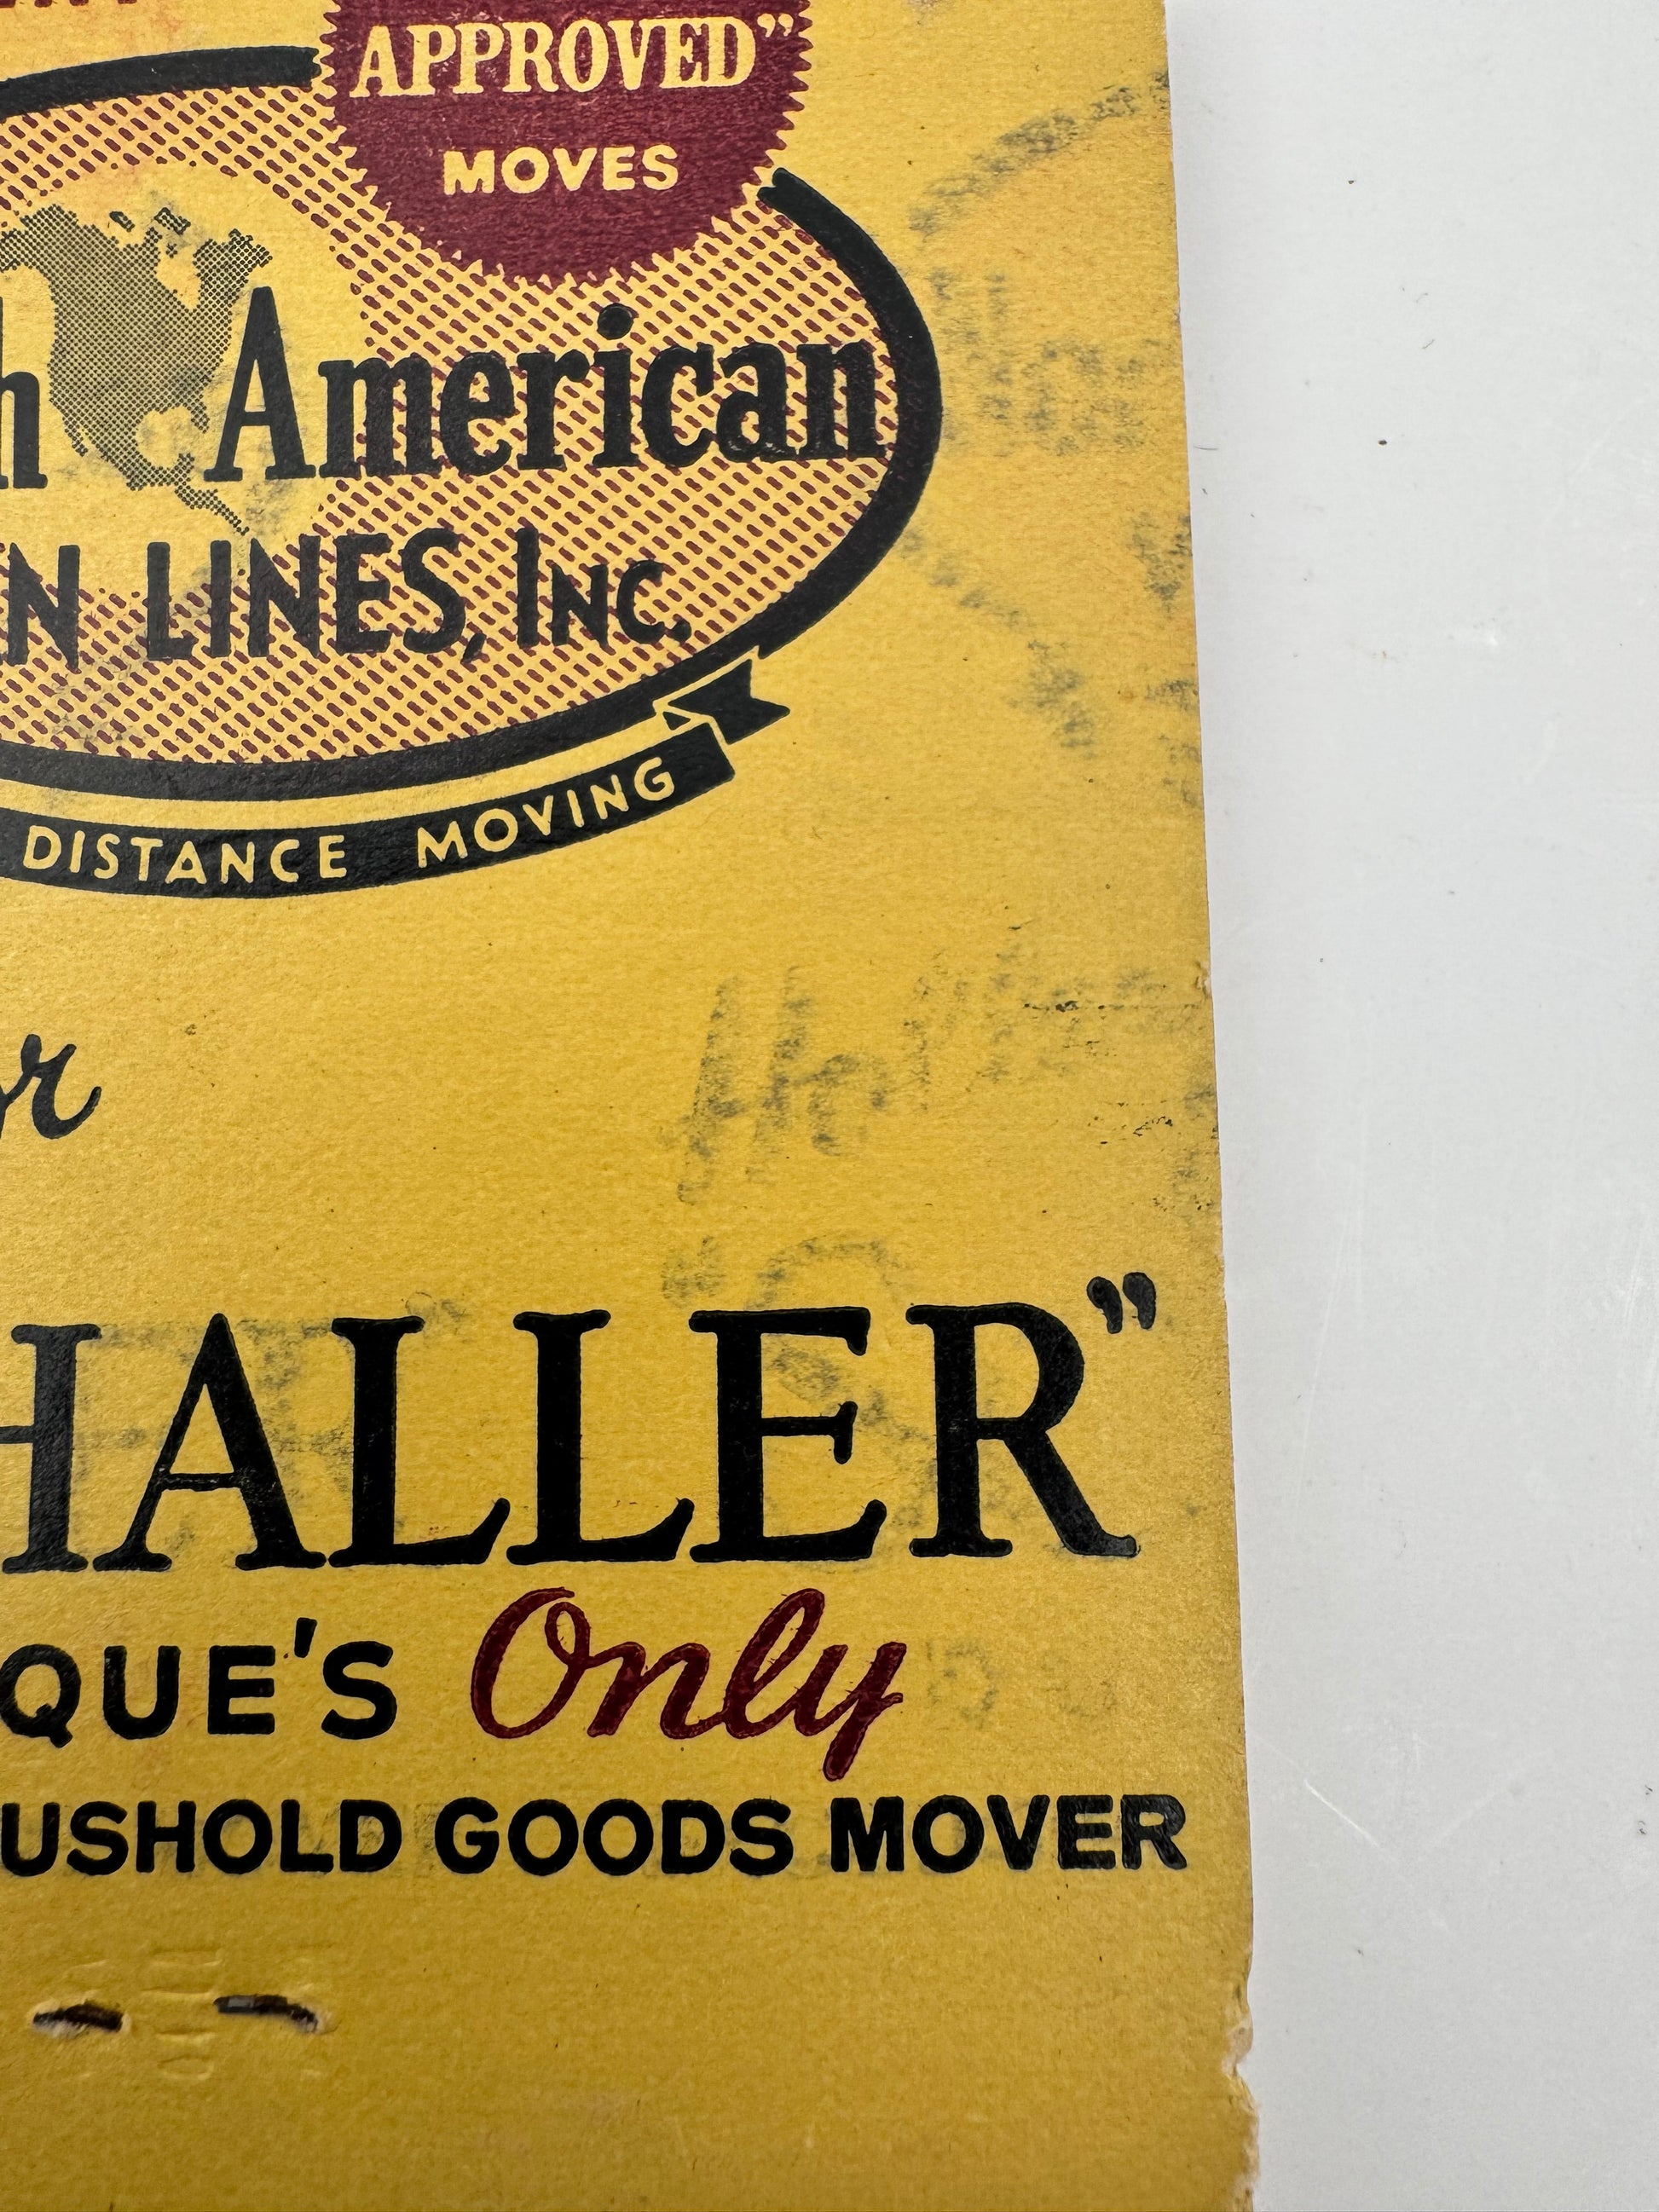 APPROVED"
MOVES
h American
N LINES, INC.
DISTANCE MOVING
r
HALLER"
QUE'S Only
USHOLD GOODS MOVER